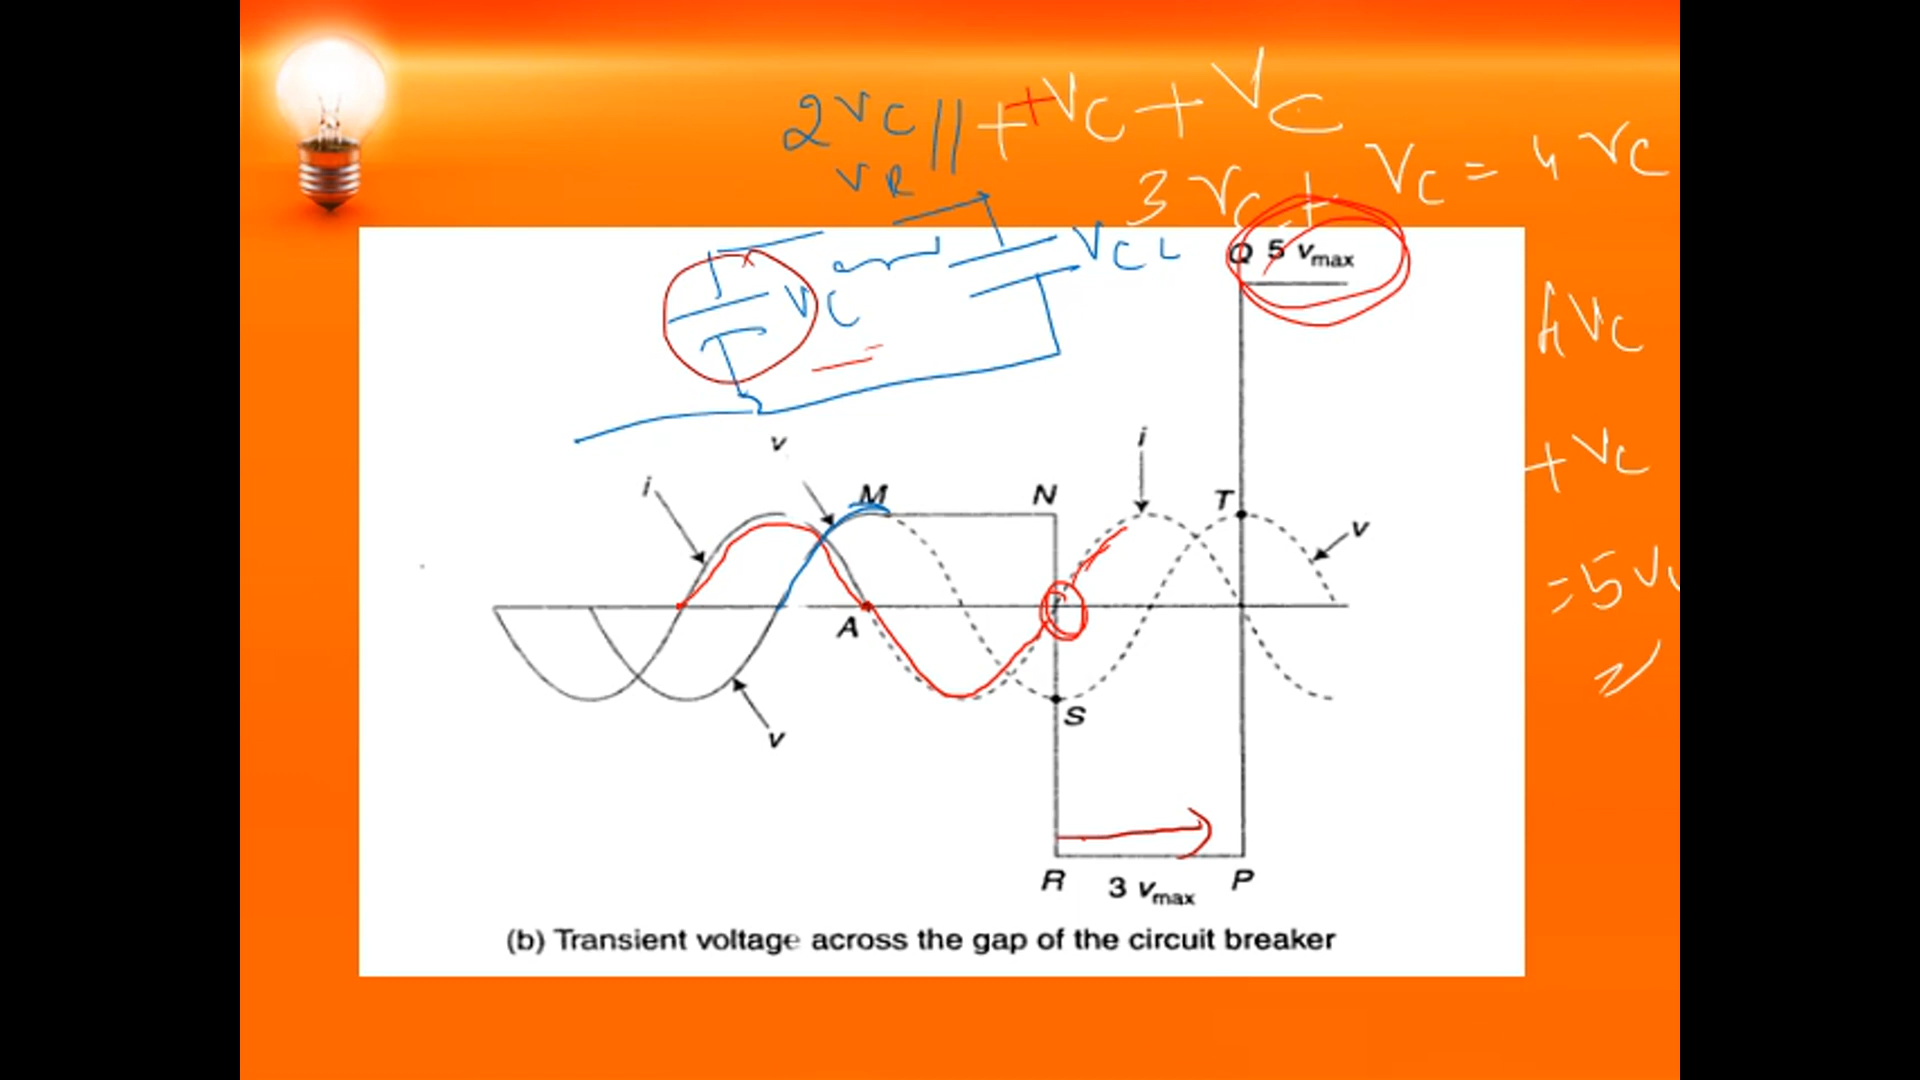 2VC || + +VC + VC
VR
3VC + VC = 4VC
VC
VCL
Q 5 vmax
4VC
+ VC
= 5V
v
i
M
N
i
T
v
A
S
v
R
3 vmax
P
(b) Transient voltage across the gap of the circuit breaker